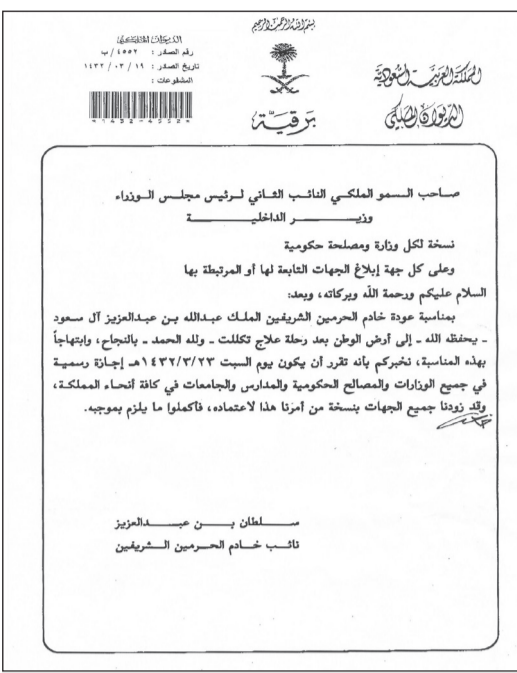 بسم الله الرحمن الرحيم
المملكة العربية السعودية
الديوان الملكي
برقية
الديوان الملكي
رقم الصادر : ٤٥٥٢ / ب
تاريخ الصادر : ١٩ / ٠٣ / ١٤٣٢
الملفوعات :
صاحب السمو الملكي النائب الثاني لرئيس مجلس الوزراء
وزير الداخلية
نسخة لكل وزارة ومصلحة حكومية
وعلى كل جهة إبلاغ الجهات التابعة لها أو المرتبطة بها
السلام عليكم ورحمة الله وبركاته، وبعد:
بمناسبة عودة خادم الحرمين الشريفين الملك عبدالله بن عبدالعزيز آل سعود
ـ يحفظه الله ـ إلى أرض الوطن بعد رحلة علاج تكللت ـ ولله الحمد ـ بالنجاح، وابتهاجاً
بهذه المناسبة، نخبركم بأنه تقرر أن يكون يوم السبت ١٤٣٢/٣/٢٣هـ إجازة رسمية
في جميع الوزارات والمصالح الحكومية والمدارس والجامعات في كافة أنحاء المملكة،
وقد زودنا جميع الجهات بنسخة من أمرنا هذا لاعتماده، فأكملوا ما يلزم بموجبه.
سلطان بن عبدالعزيز
نائب خادم الحرمين الشريفين